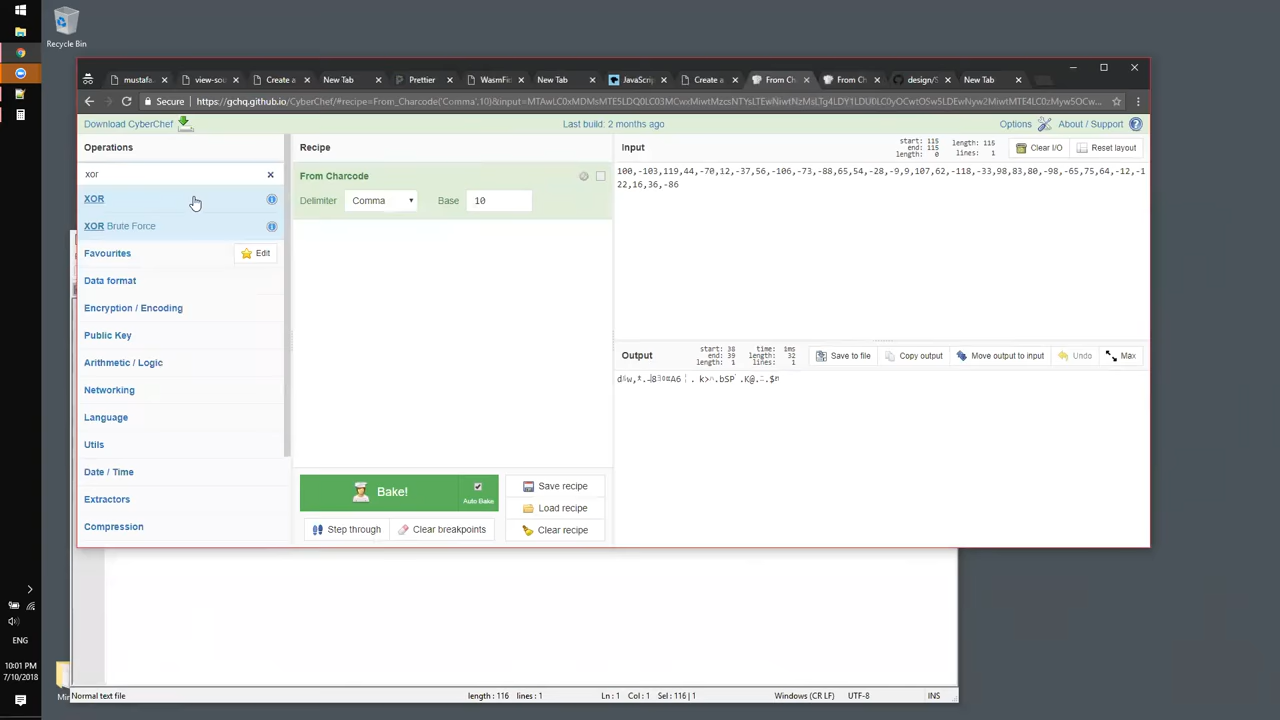 Recycle Bin
mustafa.
view-sou
Create a
New Tab
Prettier
WasmFi
New Tab
JavaScrip
Create a
From Ch
From Ch
design/S
New Tab
Secure https://gchq.github.io/CyberChef/#recipe=From_Charcode('Comma',10)&input=
Download CyberChef
Last build: 2 months ago
Options
About / Support
Operations
Recipe
Input
start: 115
end: 115
length: 0
length: 115
lines: 1
Clear I/O
Reset layout
xor
XOR
XOR Brute Force
Favourites
Edit
Data format
Encryption / Encoding
Public Key
Arithmetic / Logic
Networking
Language
Utils
Date / Time
Extractors
Compression
From Charcode
Delimiter Comma Base 10
100,-103,119,44,-70,12,-37,56,-106,-73,-88,65,54,-28,-9,9,107,62,-118,-33,98,83,80,-98,-65,75,64,-12,-1
22,16,36,-86
Output
start: 38
end: 39
length: 1
time: 1ms
length: 32
lines: 1
Save to file
Copy output
Move output to input
Undo
Max
Bake!
Auto Bake
Save recipe
Load recipe
Clear recipe
Step through
Clear breakpoints
ENG
10:01 PM
7/10/2018
Normal text file
length : 116 lines : 1
Ln : 1 Col : 1 Sel : 116 | 1
Windows (CR LF)
UTF-8
INS